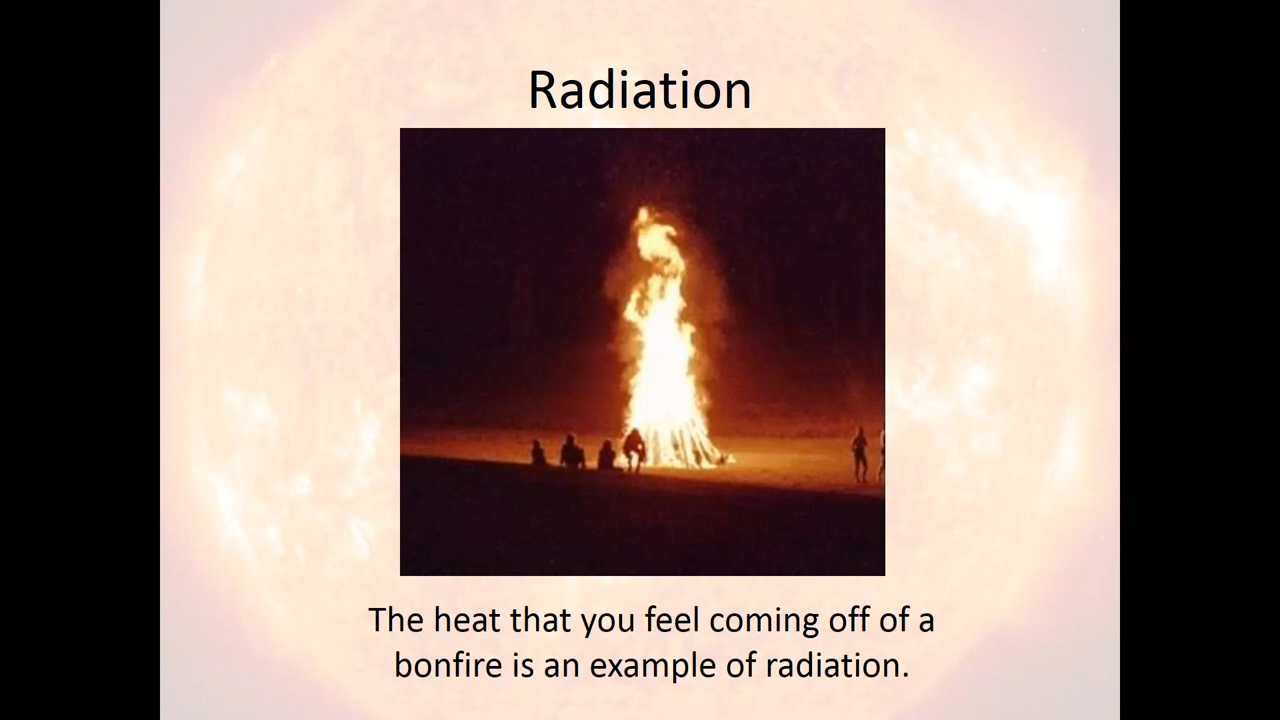 Radiation
The heat that you feel coming off of a
bonfire is an example of radiation.